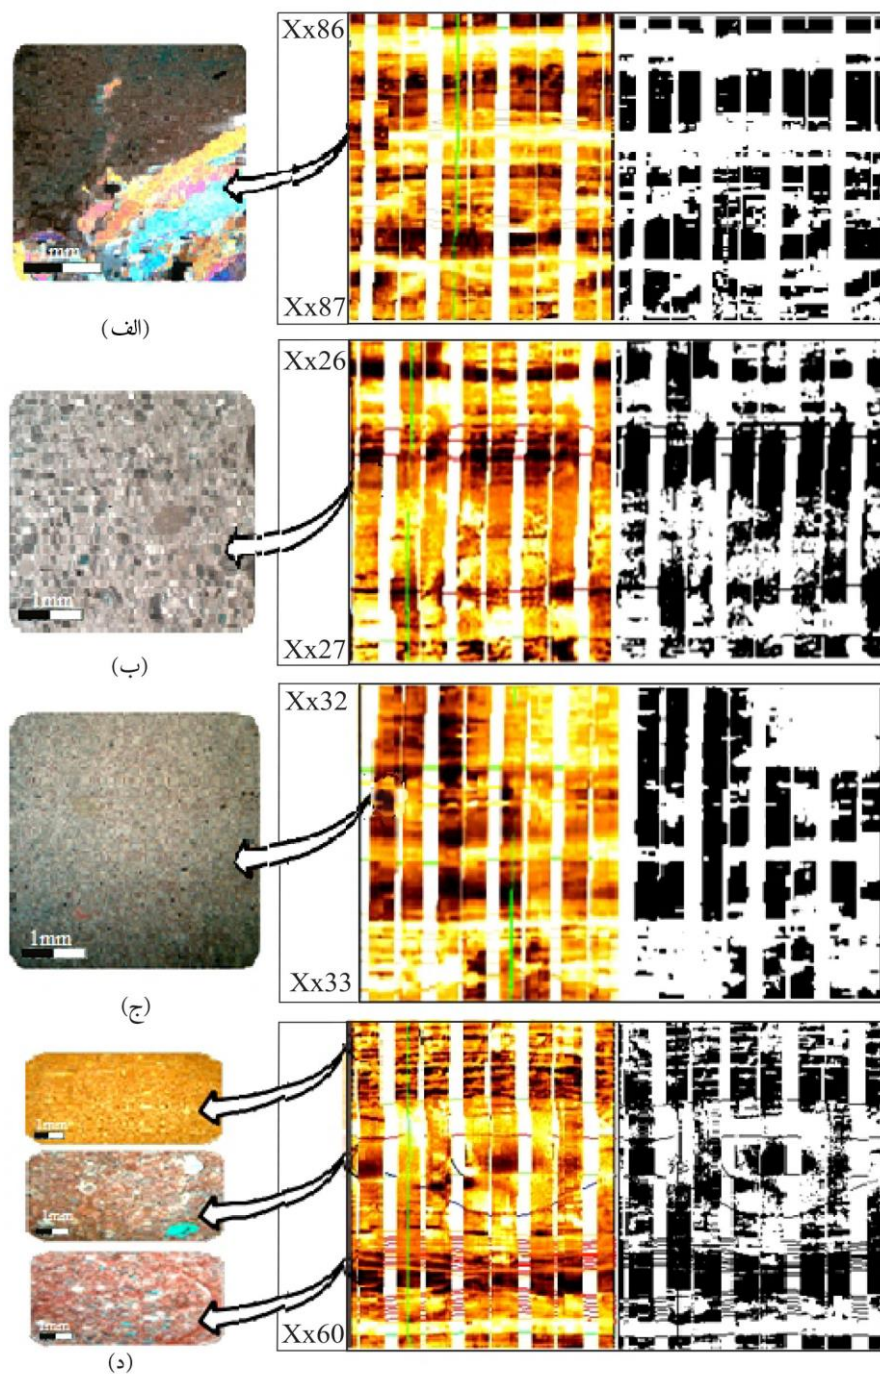 Xx86
1mm
Xx87
(الف)
Xx26
1mm
Xx27
(ب)
Xx32
1mm
Xx33
(ج)
1mm
1mm
1mm
Xx60
(د)